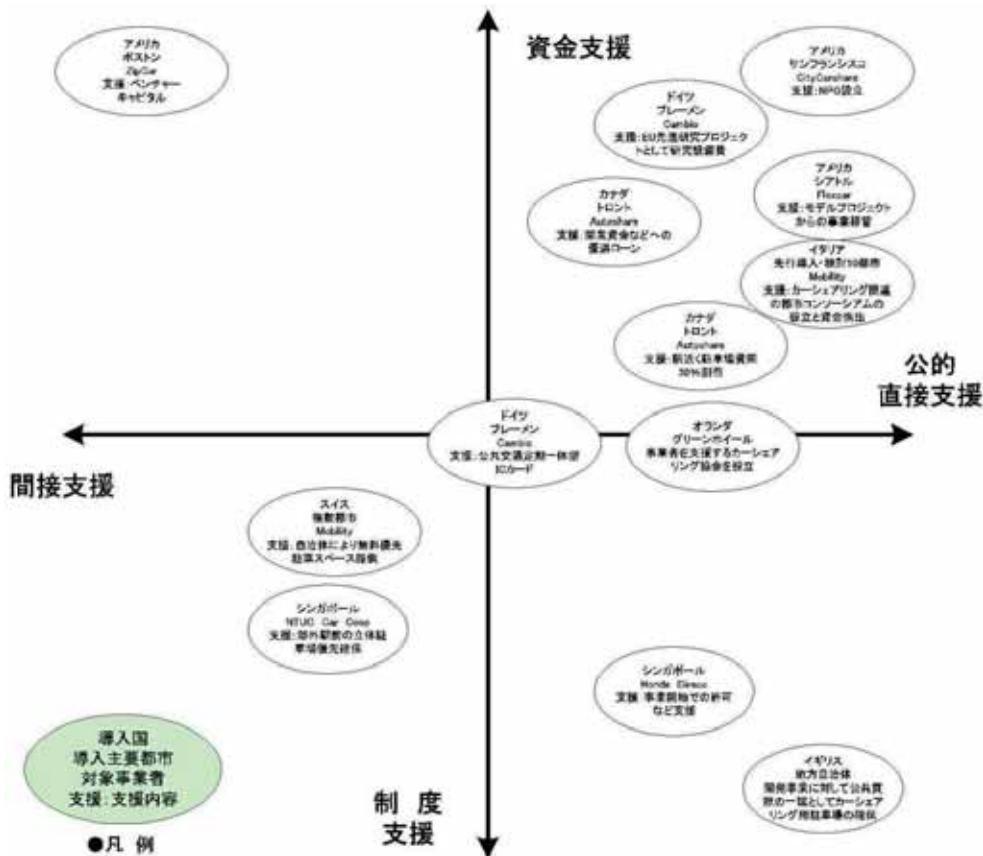 資金支援
アメリカ
ボストン
ZipCar
支援:ベンチャー
キャピタル
アメリカ
サンフランシスコ
CityCarshare
支援:NPO設立
ドイツ
ブレーメン
Cambio
支援:EU先進研究プロジェク
トとして研究開発費
アメリカ
シアトル
Flexcar
支援:モデルプロジェクト
からの事業経営
カナダ
トロント
Autoshare
支援:開業資金などへの
優遇ローン
イタリア
先行導入・10都市
Mobility
支援:カーシェアリング関連
の都市コンソーシアムの
設立と資金供出
カナダ
トロント
Autoshare
支援:駅近く駐車場費用
30%割引
公的
直接支援
ドイツ
ブレーメン
Cambio
支援:公共交通定期一体型
ICカード
オランダ
グリーンホイール
事業者を支援するカーシェア
リング協会を設立
間接支援
スイス
複数都市
Mobility
支援:自治体により無料優先
駐車スペース設置
シンガポール
NTUC Car Coop
支援:郊外駅前の立体駐
車場優先確保
シンガポール
Honda Diracc
支援 事業開始での許可
など支援
導入国
導入主要都市
対象事業者
支援:支援内容
●凡 例
制 度
支援
イギリス
地方自治体
開発事業に対して公共貢
献の一環としてカーシェア
リング用駐車場の確保